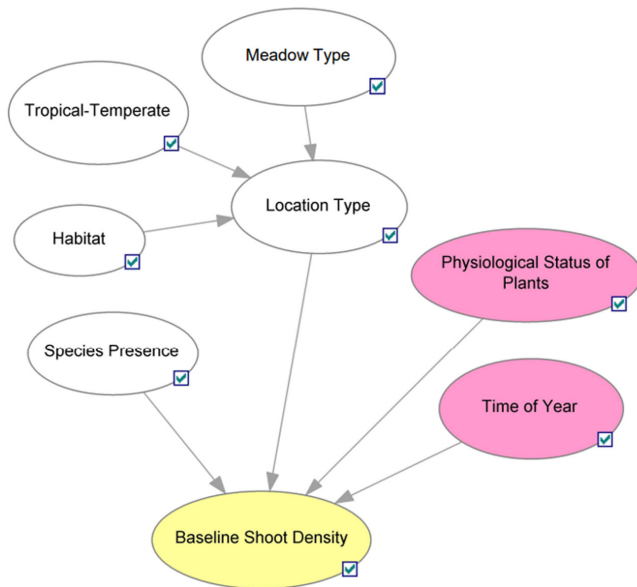 Meadow Type
Tropical-Temperate
Location Type
Habitat
Physiological Status of
Plants
Species Presence
Time of Year
Baseline Shoot Density